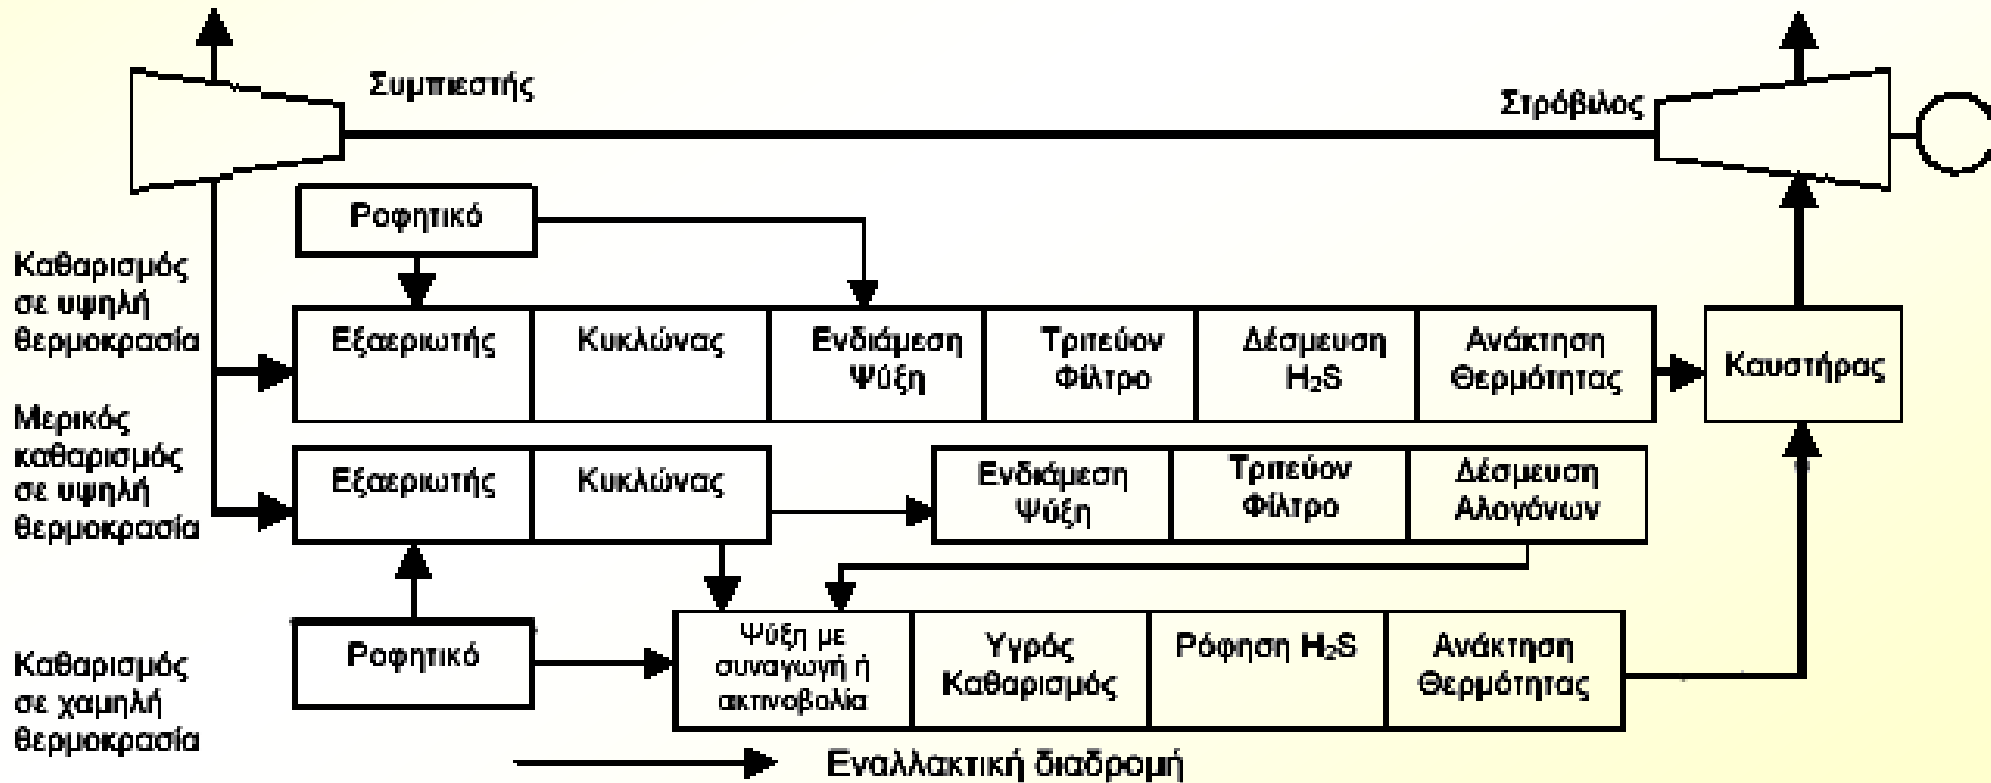 Συμπιεστής
Στρόβιλος
Ροφητικό
Καθαρισμός
σε υψηλή
θερμοκρασία
Εξαεριωτής
Κυκλώνας
Ενδιάμεση
Ψύξη
Τριτεύον
Φίλτρο
Δέσμευση
H₂S
Ανάκτηση
Θερμότητας
Καυστήρας
Μερικός
καθαρισμός
σε υψηλή
θερμοκρασία
Εξαεριωτής
Κυκλώνας
Ενδιάμεση
Ψύξη
Τριτεύον
Φίλτρο
Δέσμευση
Αλογόνων
Καθαρισμός
σε χαμηλή
θερμοκρασία
Ροφητικό
Ψύξη με
συναγωγή ή
ακτινοβολία
Υγρός
Καθαρισμός
Ρόφηση H₂S
Ανάκτηση
Θερμότητας
Εναλλακτική διαδρομή